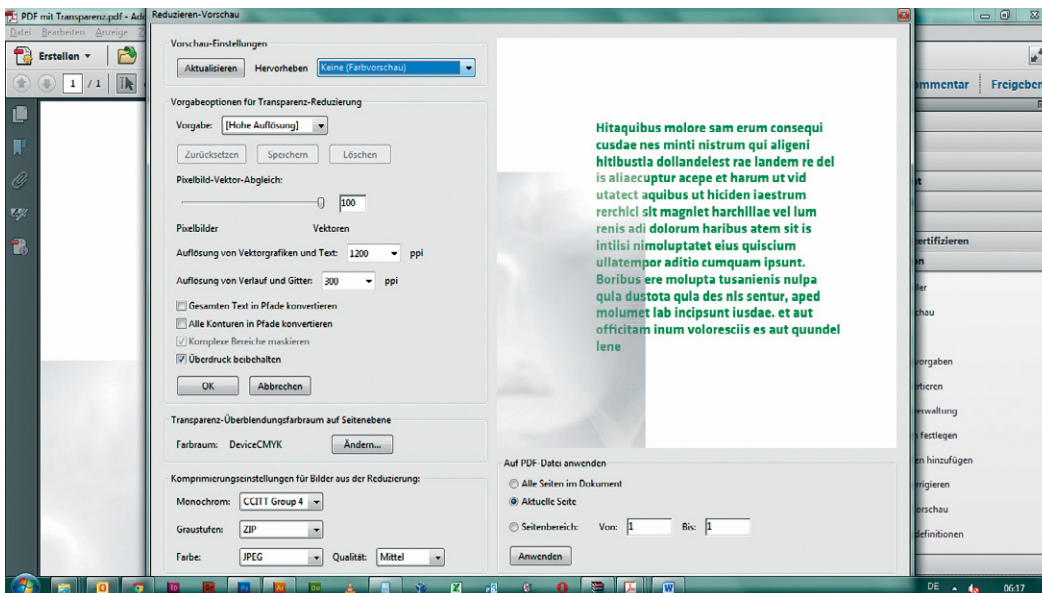 PDF mit Transparenz.pdf - Ado
Reduzieren-Vorschau
Datei Bearbeiten Anzeige
Erstellen
1 / 1
Vorschau-Einstellungen
Aktualisieren Hervorheben Keine (Farbvorschau)
Vorgabeoptionen für Transparenz-Reduzierung
Vorgabe: [Hohe Auflösung]
Zurücksetzen Speichern Löschen
Pixelbild-Vektor-Abgleich:
100
Pixelbilder Vektoren
Auflösung von Vektorgrafiken und Text: 1200 ppi
Auflösung von Verlauf und Gitter: 300 ppi
Gesamten Text in Pfade konvertieren
Alle Konturen in Pfade konvertieren
Komplexe Bereiche maskieren
Überdruck beibehalten
OK Abbrechen
Transparenz-Überblendungsfarbraum auf Seitenebene
Farbraum: DeviceCMYK Ändern...
Komprimierungseinstellungen für Bilder aus der Reduzierung:
Monochrom: CCITT Group 4
Graustufen: ZIP
Farbe: JPEG Qualität: Mittel
Hitaquibus molore sam erum consequi
cusdae nes minti nistrum qui aligeni
hitibustia dollandelest rae landem re del
is aliaecuptur acepe et harum ut vid
utatect aquibus ut hiciden iaestrum
rerchici sit magniet harchillae vel ium
renis adi dolorum haribus atem sit is
intiisi nimoluptatet eius quiscium
ullatempor aditio cumquam ipsunt.
Boribus ere molupta tusanienis nulpa
quia dustota quia des nis sentur, aped
molumet lab incipsunt iusdae. et aut
officitam inum voloresciis es aut quundel
iene
Auf PDF-Datei anwenden
Alle Seiten im Dokument
Aktuelle Seite
Seitenbereich: Von: 1 Bis: 1
Anwenden
ommentar Freigeben
ertifizieren
on
ller
chau
vorgaben
rtieren
erwaltung
n festlegen
en hinzufügen
rrigieren
orschau
definitionen
DE 06:17